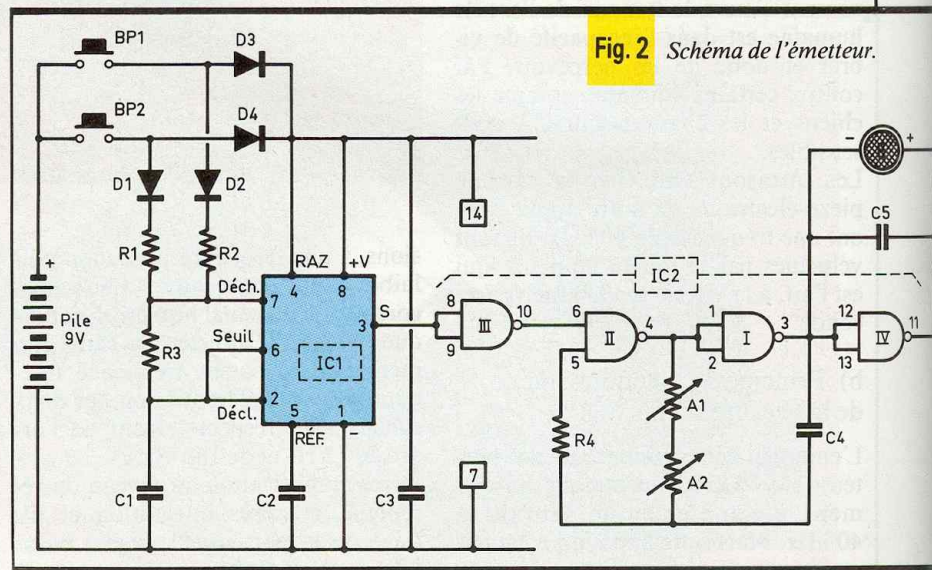 Fig. 2 Schéma de l'émetteur.
BP1
D3
BP2
D4
D1
D2
R1
R2
R3
Pile
9V
+
RAZ
+V
4
8
Déch.
7
Seuil
6
2
Décl.
S
3
IC1
5
1
RÉF.
–
C1
C2
C3
14
7
IC2
8
9
III
10
6
5
II
4
1
2
I
3
12
13
IV
11
R4
A1
A2
C4
C5
-
+